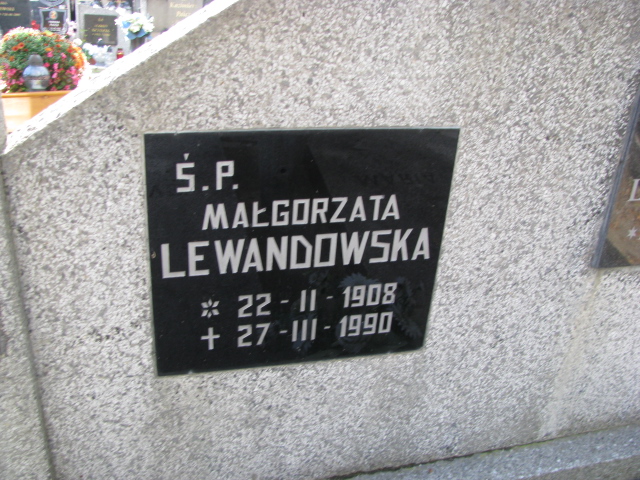 Ś.P.
MAŁGORZATA
LEWANDOWSKA
* 22-II-1908
+ 27-III-1990